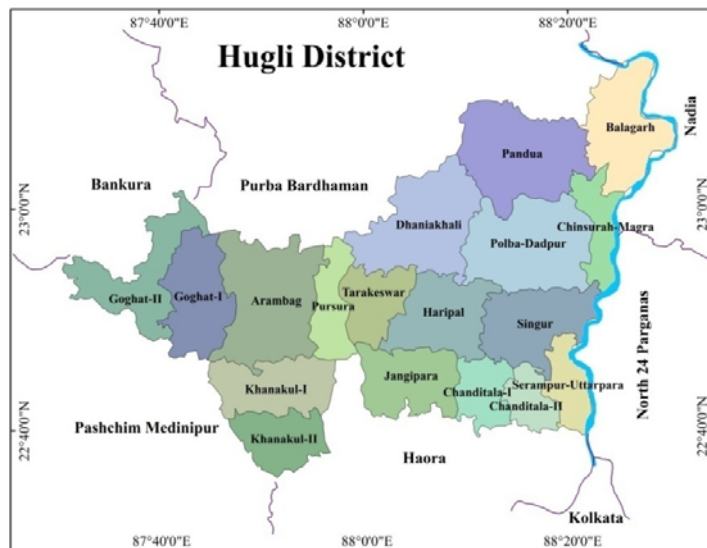 87°40'0"E 88°00'0"E 88°20'0"E
Hugli District
Balagarh
Nadia
Pandua
Bankura
Purba Bardhaman
23°0'0"N
23°0'0"N
Dhaniakhali
Chinsurah-Magra
Polba-Dadpur
Goghat-II
Goghat-I
Arambag
Pursura
Tarakeswar
Haripal
Singur
North 24 Parganas
Khanakul-I
Jangipara
Chanditala-I
Serampur-Uttarpara
Chanditala-II
Pashchim Medinipur
Khanakul-II
22°40'0"N
22°40'0"N
Haora
Kolkata
87°40'0"E 88°0'0"E 88°20'0"E